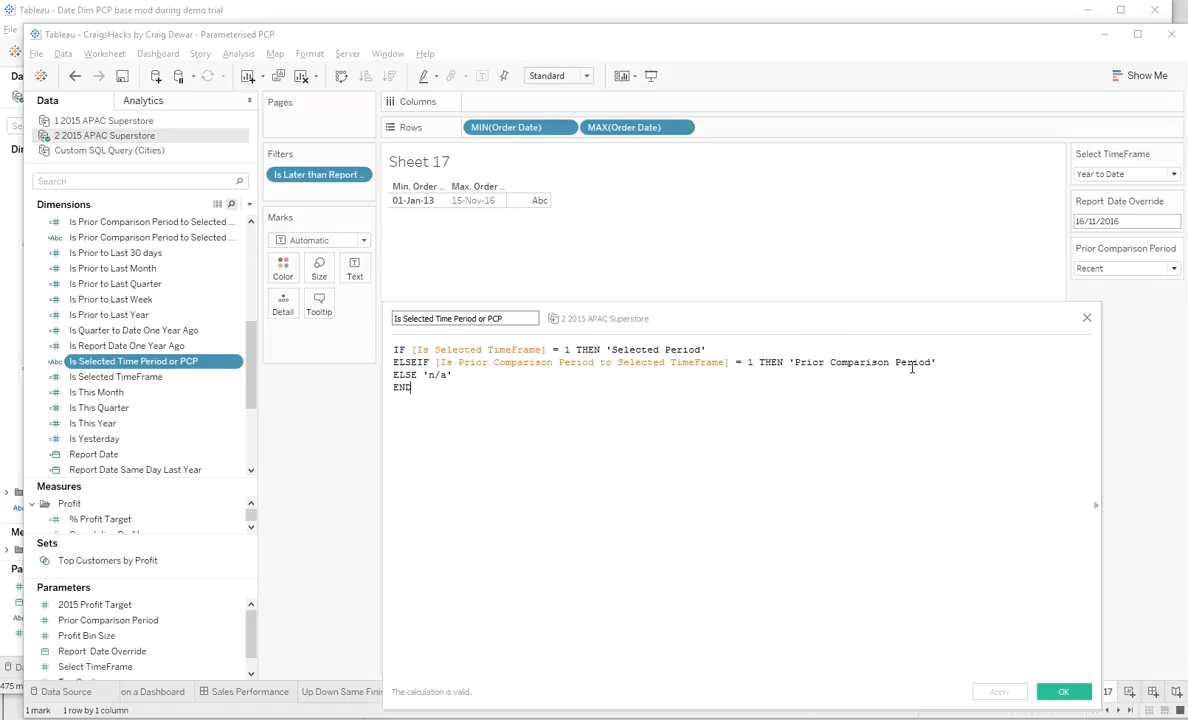 Tableau - Date Dim PCP base mod during demo trial
File
Tableau - CraigsHacks by Craig Dewar - Parameterised PCP
File Data Worksheet Dashboard Story Analysis Map Format Server Window Help
Standard
Show Me
Data Analytics
Pages
Columns
1 2015 APAC Superstore
2 2015 APAC Superstore
Rows MIN(Order Date) MAX(Order Date)
Custom SQL Query (Cities)
Filters
Sheet 17
Select TimeFrame
Is Later than Report ..
Year to Date
Search
Min. Order .. Max. Order ..
01-Jan-13 15-Nov-16 Abc
Report Date Override
16/11/2016
Dimensions
Marks
Automatic
Prior Comparison Period
Recent
Color Size Text
Detail Tooltip
Is Prior Comparison Period to Selected ...
Abc Is Prior Comparison Period to Selected ...
Is Prior to Last 30 days
Is Prior to Last Month
Is Prior to Last Quarter
Is Prior to Last Week
Is Prior to Last Year
Is Quarter to Date One Year Ago
Is Report Date One Year Ago
Abc Is Selected Time Period or PCP
Is Selected TimeFrame
Is This Month
Is This Quarter
Is This Year
Is Yesterday
Report Date
Report Date Same Day Last Year
Is Selected Time Period or PCP 2 2015 APAC Superstore
IF [Is Selected TimeFrame] = 1 THEN 'Selected Period'
ELSEIF [Is Prior Comparison Period to Selected TimeFrame] = 1 THEN 'Prior Comparison Period'
ELSE 'n/a'
END
Measures
Profit
% Profit Target
Sets
Top Customers by Profit
Parameters
2015 Profit Target
Prior Comparison Period
Profit Bin Size
Report Date Override
Select TimeFrame
The calculation is valid.
Apply OK
Data Source on a Dashboard Sales Performance Up Down Same Fini 17
1 mark 1 row by 1 column